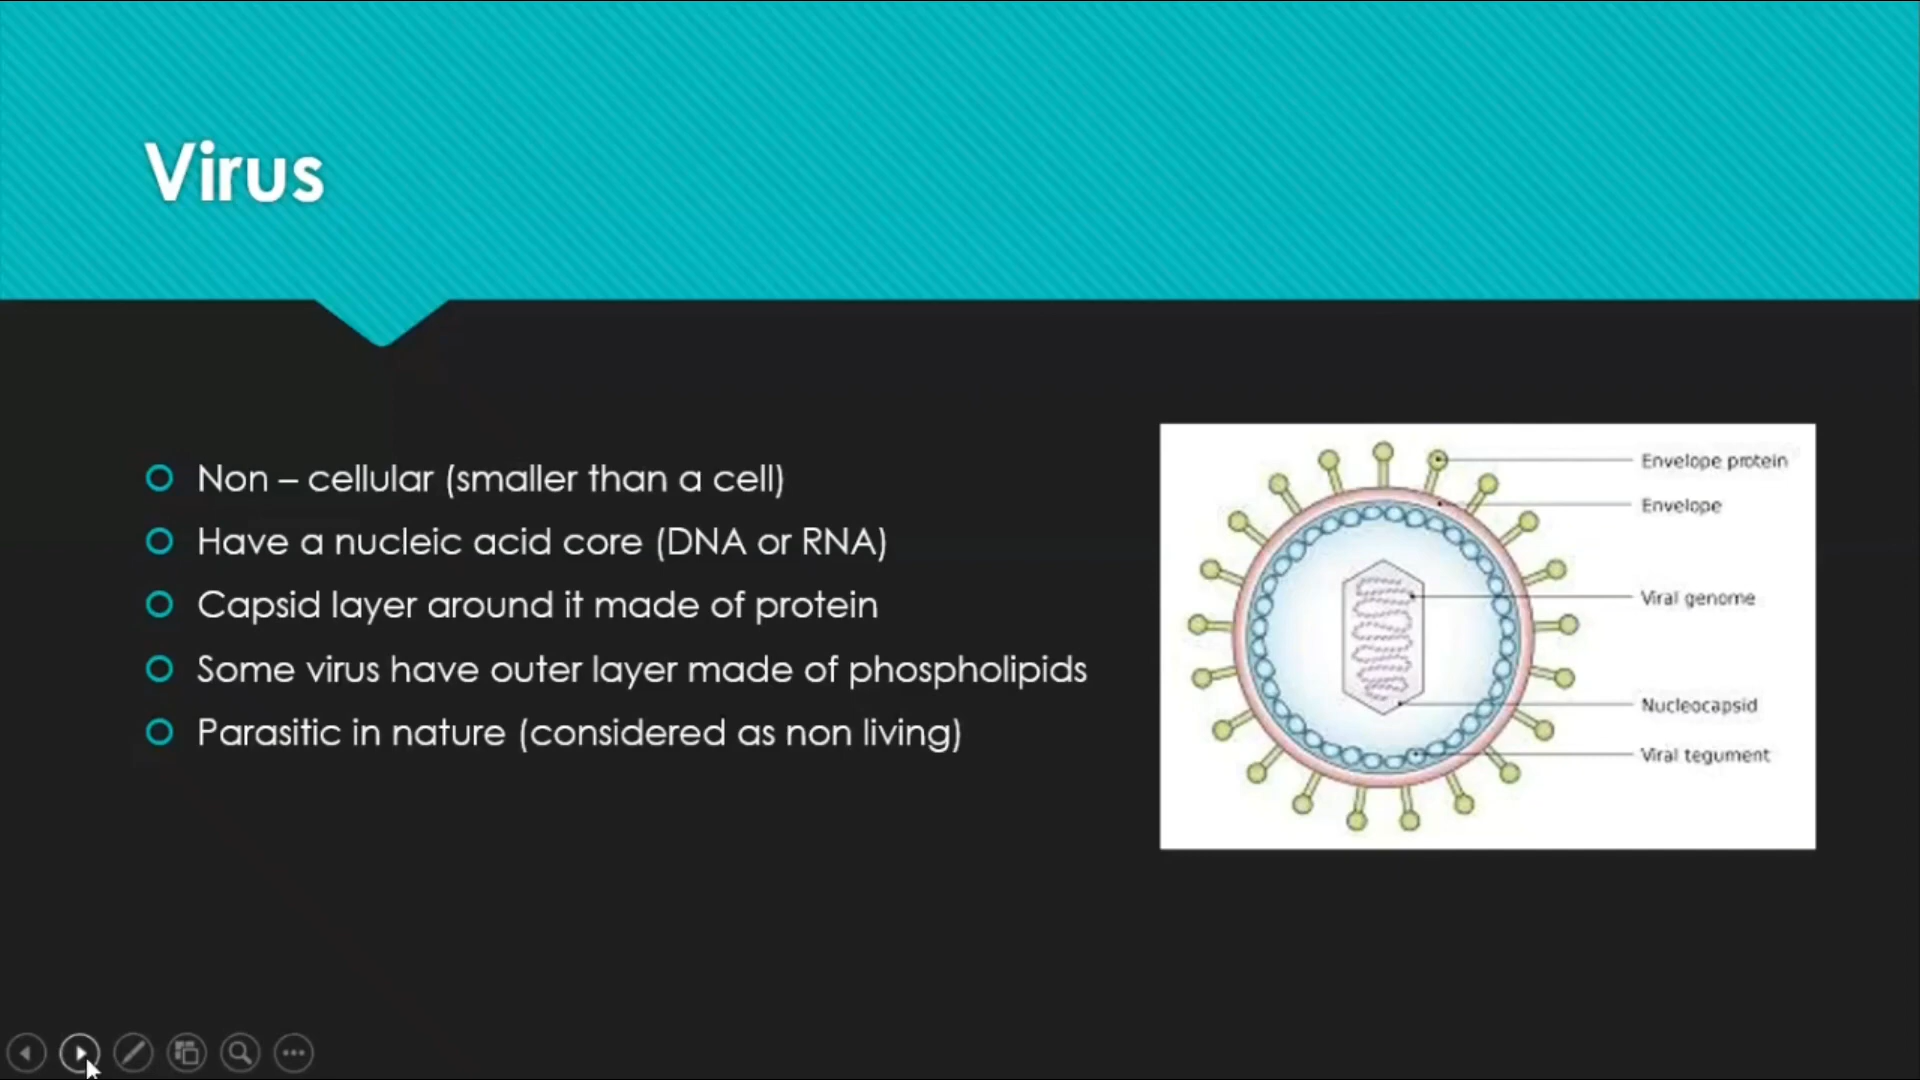 Virus
Non – cellular (smaller than a cell)
Have a nucleic acid core (DNA or RNA)
Capsid layer around it made of protein
Some virus have outer layer made of phospholipids
Parasitic in nature (considered as non living)
Envelope protein
Envelope
Viral genome
Nucleocapsid
Viral tegument